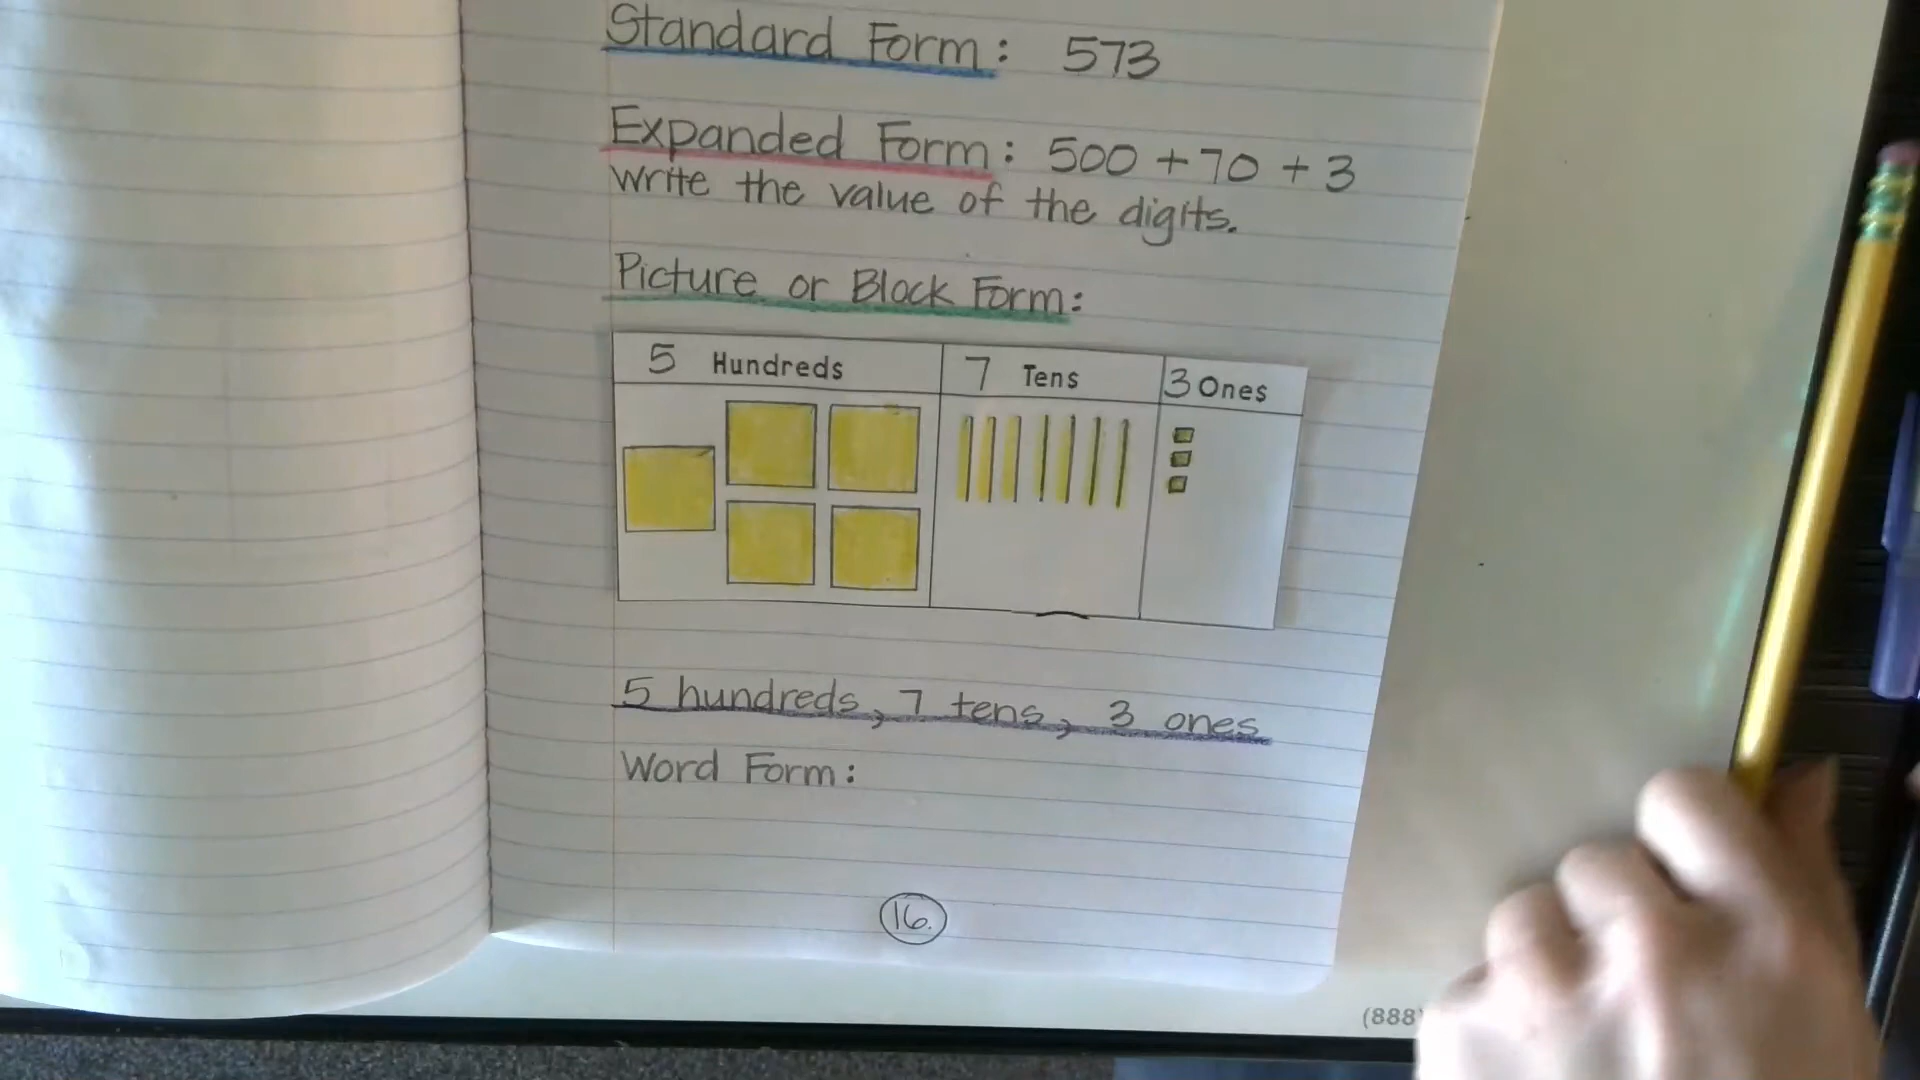 Standard Form: 573
Expanded Form: 500 + 70 + 3
write the value of the digits.
Picture or Block Form:
5 Hundreds 7 Tens 3 Ones
5 hundreds, 7 tens, 3 ones
Word Form:
16.
(888)